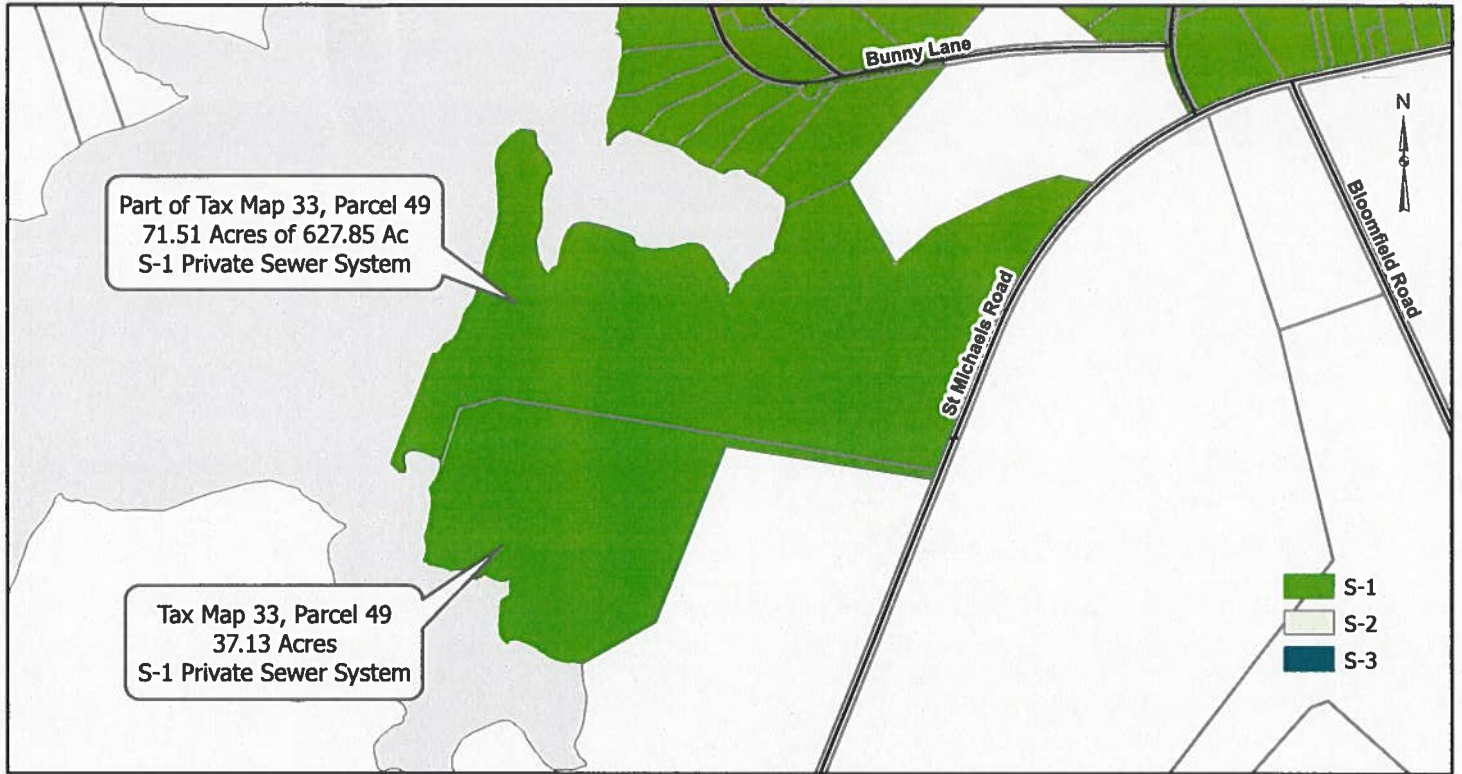 Bunny Lane
N
Part of Tax Map 33, Parcel 49
71.51 Acres of 627.85 Ac
S-1 Private Sewer System
Bloomfield Road
St Michaels Road
Tax Map 33, Parcel 49
37.13 Acres
S-1 Private Sewer System
S-1
S-2
S-3